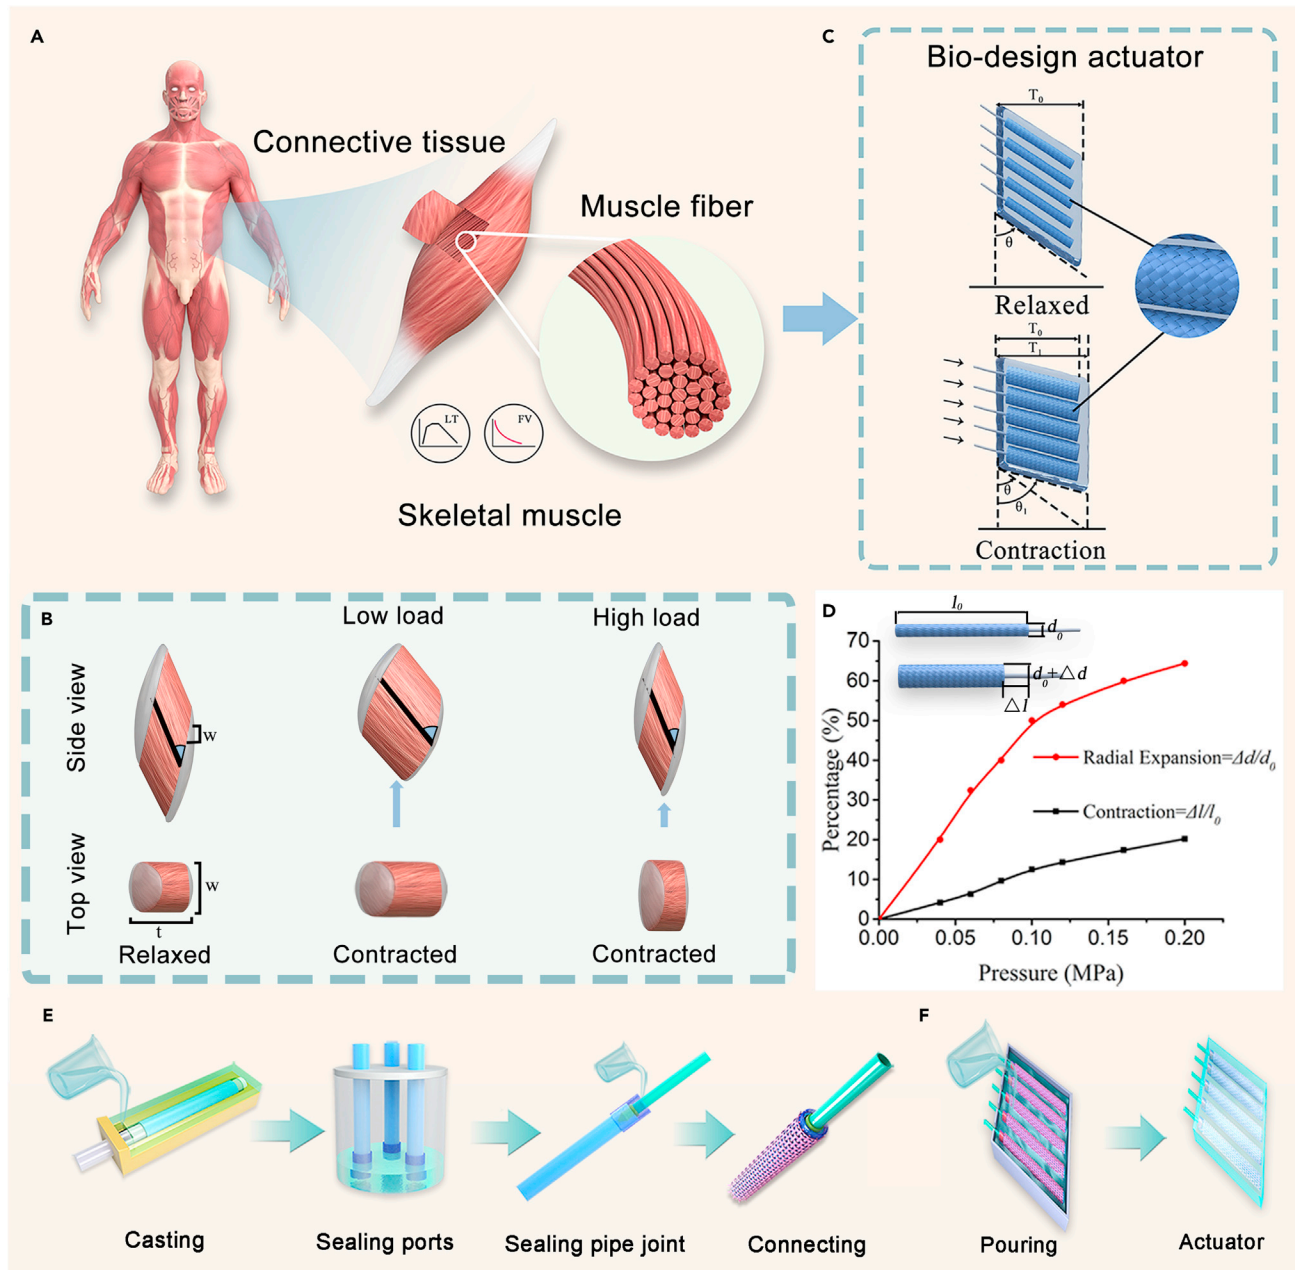 A
Connective tissue
Muscle fiber
LT
FV
Skeletal muscle
C
Bio-design actuator
T₀
θ
Relaxed
T₀
T₁
θ
θ₁
Contraction
B
Low load
High load
Side view
w
Top view
w
t
Relaxed
Contracted
Contracted
D
l₀
d₀
d₀+△d
△l
70
60
50
40
30
20
10
0
Percentage (%)
Radial Expansion=Δd/d₀
Contraction=Δl/l₀
0.00
0.05
0.10
0.15
0.20
Pressure (MPa)
E
Casting
Sealing ports
Sealing pipe joint
Connecting
F
Pouring
Actuator